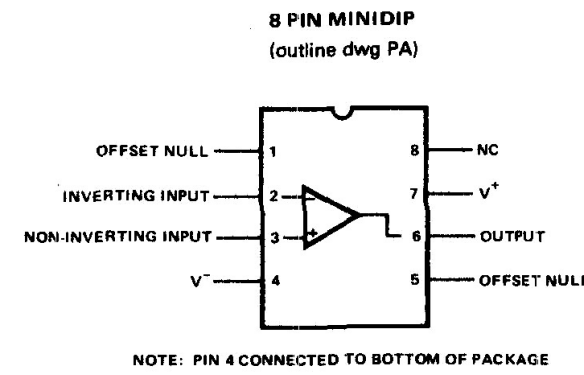 8 PIN MINIDIP
(outline dwg PA)
OFFSET NULL 1 8 NC
INVERTING INPUT 2 − 7 V+
NON-INVERTING INPUT 3 + 6 OUTPUT
V− 4 5 OFFSET NULL
NOTE: PIN 4 CONNECTED TO BOTTOM OF PACKAGE